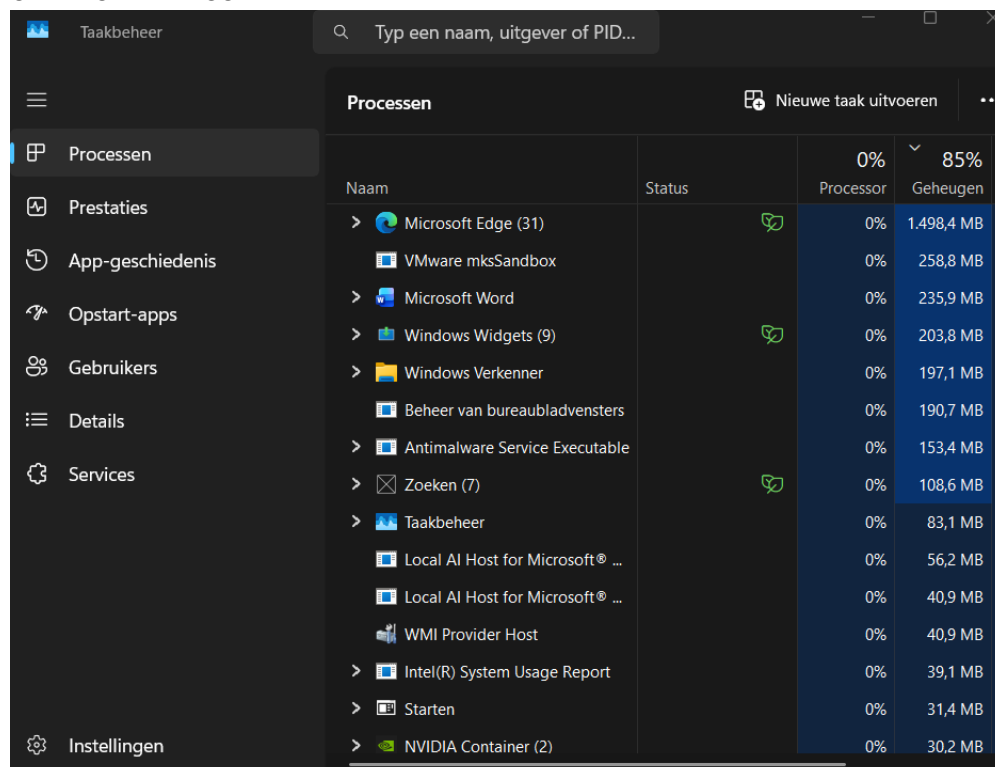 Taakbeheer
Typ een naam, uitgever of PID...
Processen
Nieuwe taak uitvoeren
Processen
Prestaties
App-geschiedenis
Opstart-apps
Gebruikers
Details
Services
Instellingen
0% 85%
Naam Status Processor Geheugen
Microsoft Edge (31) 0% 1.498,4 MB
VMware mksSandbox 0% 258,8 MB
Microsoft Word 0% 235,9 MB
Windows Widgets (9) 0% 203,8 MB
Windows Verkenner 0% 197,1 MB
Beheer van bureaubladvensters 0% 190,7 MB
Antimalware Service Executable 0% 153,4 MB
Zoeken (7) 0% 108,6 MB
Taakbeheer 0% 83,1 MB
Local AI Host for Microsoft® ... 0% 56,2 MB
Local AI Host for Microsoft® ... 0% 40,9 MB
WMI Provider Host 0% 40,9 MB
Intel(R) System Usage Report 0% 39,1 MB
Starten 0% 31,4 MB
NVIDIA Container (2) 0% 30,2 MB